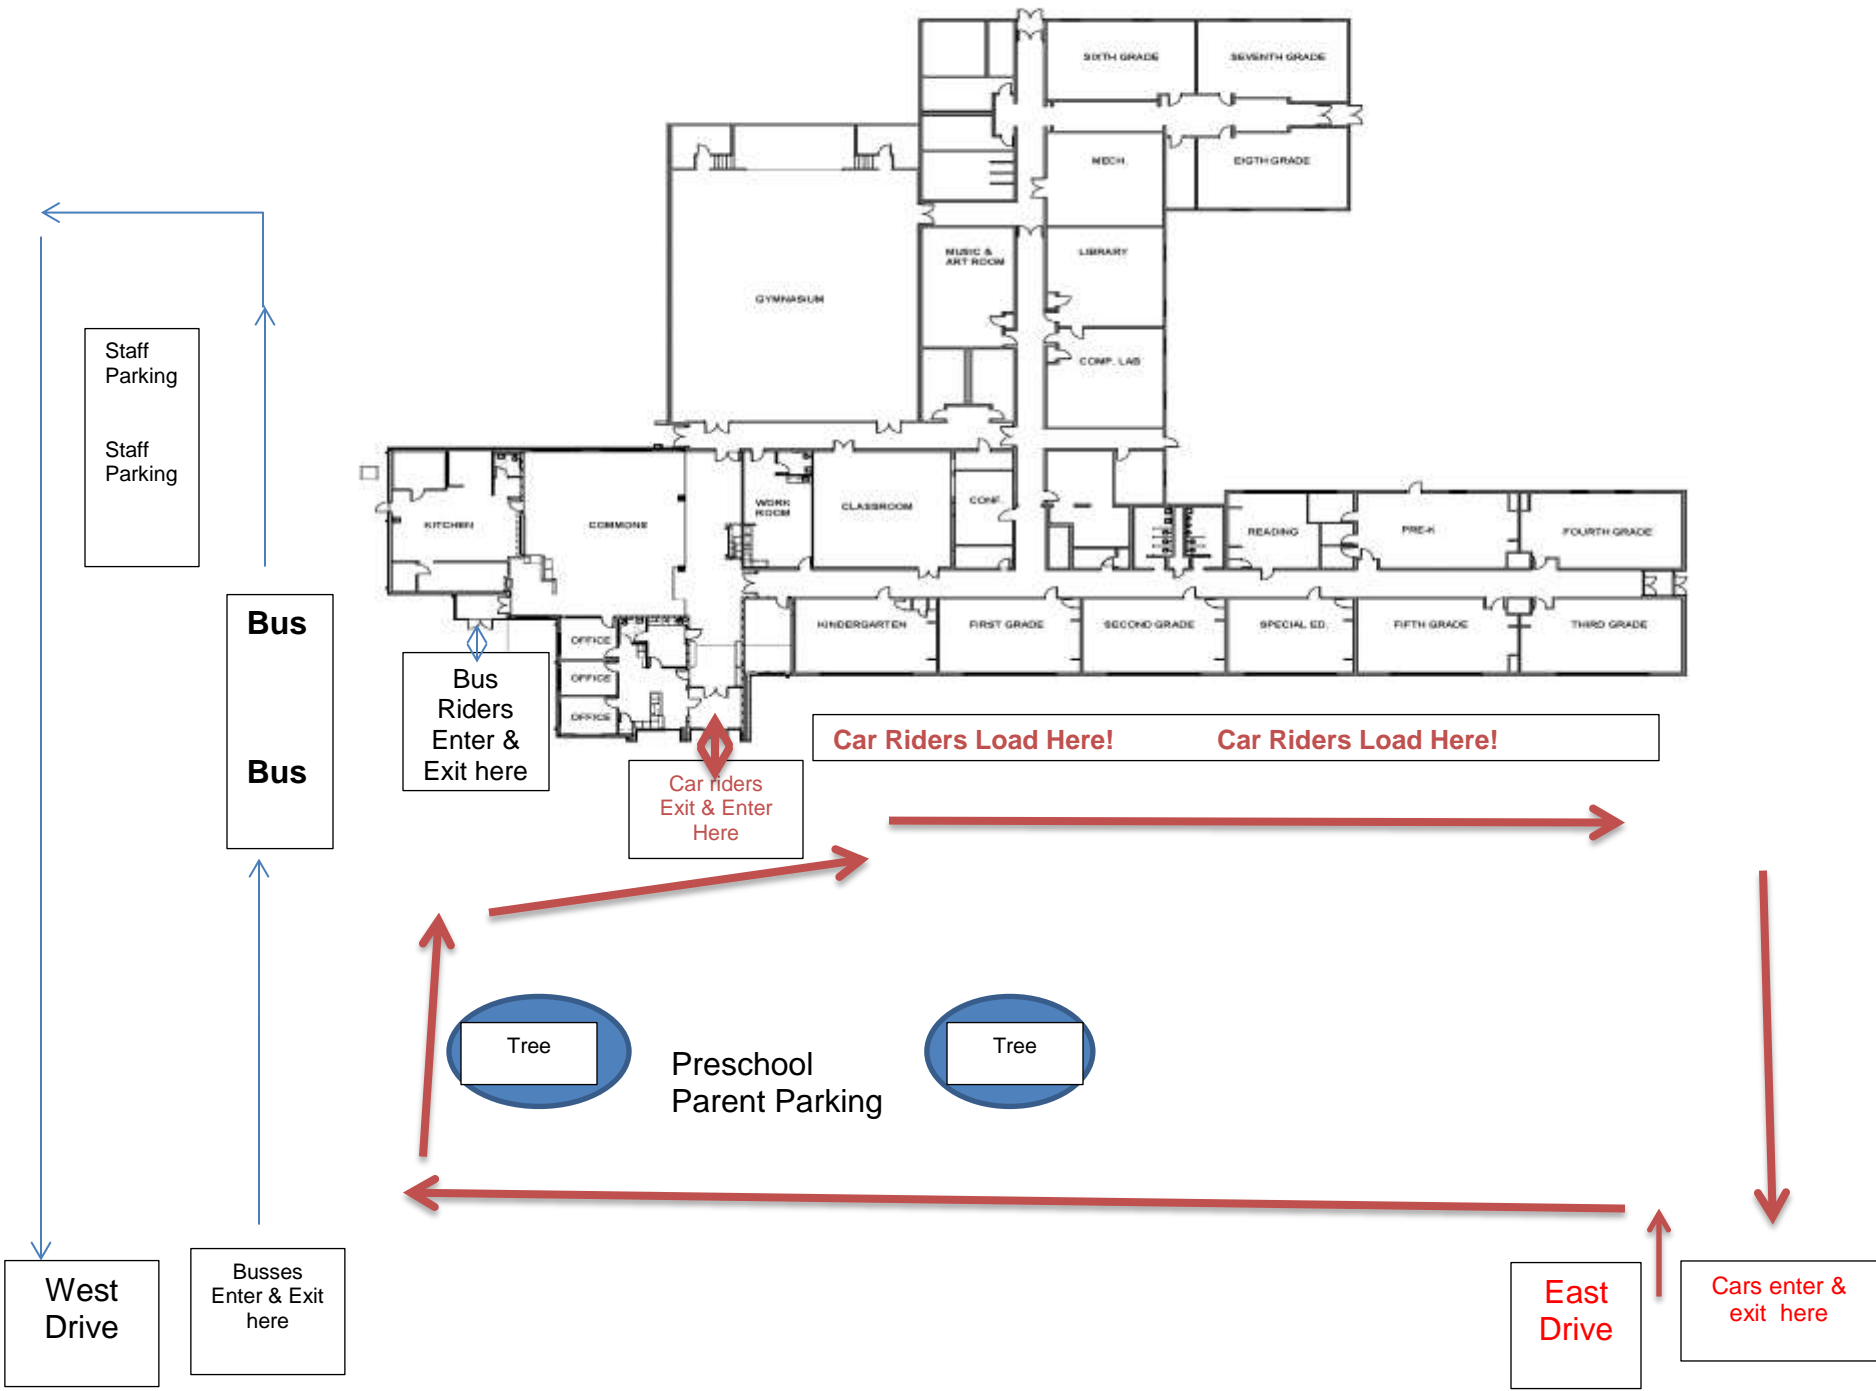 SIXTH GRADE
SEVENTH GRADE
MECH.
EIGTH GRADE
MUSIC &
ART ROOM
LIBRARY
GYMNASIUM
COMP. LAB
Staff
Parking
Staff
Parking
KITCHEN
COMMONS
WORK
ROOM
CLASSROOM
CONF.
READING
PRE-K
FOURTH GRADE
OFFICE
OFFICE
OFFICE
KINDERGARTEN
FIRST GRADE
SECOND GRADE
SPECIAL ED.
FIFTH GRADE
THIRD GRADE
Bus
Bus
Bus
Riders
Enter &
Exit here
Car Riders Load Here! Car Riders Load Here!
Car riders
Exit & Enter
Here
Tree
Preschool
Parent Parking
Tree
West
Drive
Busses
Enter & Exit
here
East
Drive
Cars enter &
exit here